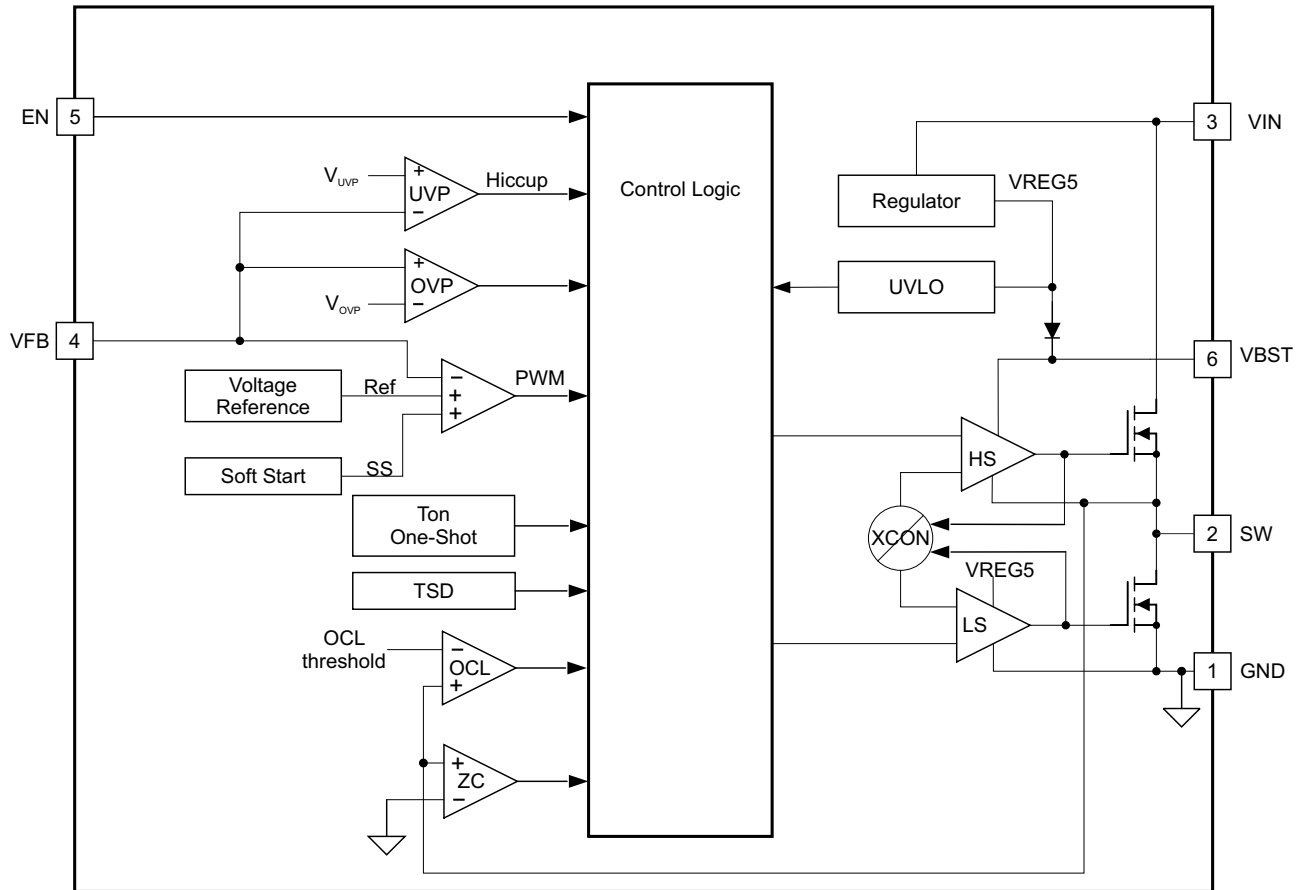 EN
5
3
VIN
VUVP
+
UVP
−
Hiccup
Control Logic
Regulator
VREG5
+
OVP
−
VOVP
UVLO
VFB
4
6
VBST
Voltage
Reference
Ref
−
+
+
PWM
Soft Start
SS
HS
Ton
One-Shot
XCON
2
SW
TSD
VREG5
LS
OCL
threshold
−
OCL
+
1
GND
+
ZC
−